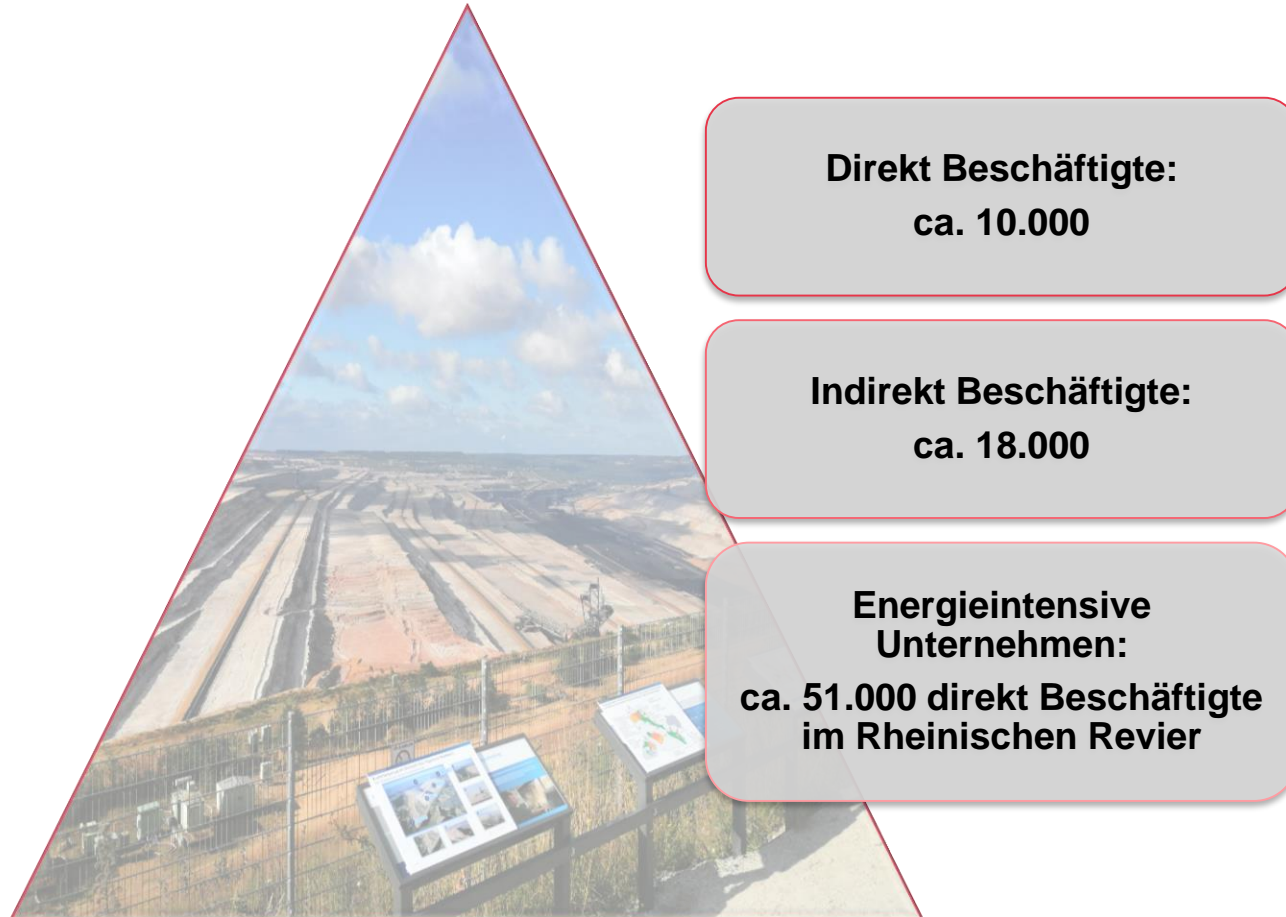 Direkt Beschäftigte:
ca. 10.000
Indirekt Beschäftigte:
ca. 18.000
Energieintensive
Unternehmen:
ca. 51.000 direkt Beschäftigte
im Rheinischen Revier